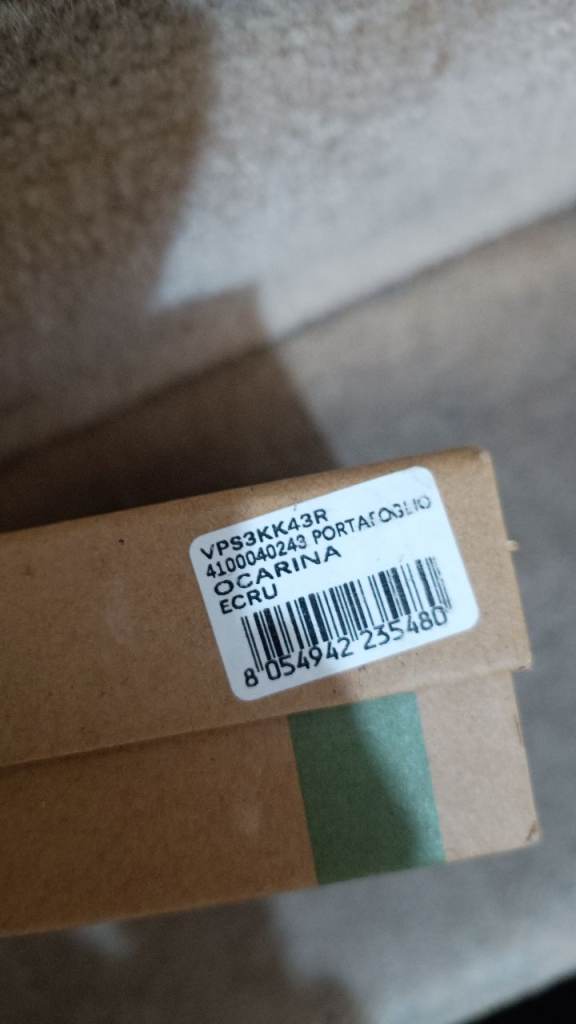 VPS3KK43R
4100040243 PORTAFOGLIO
OCARINA
ECRU
8 054942 235480